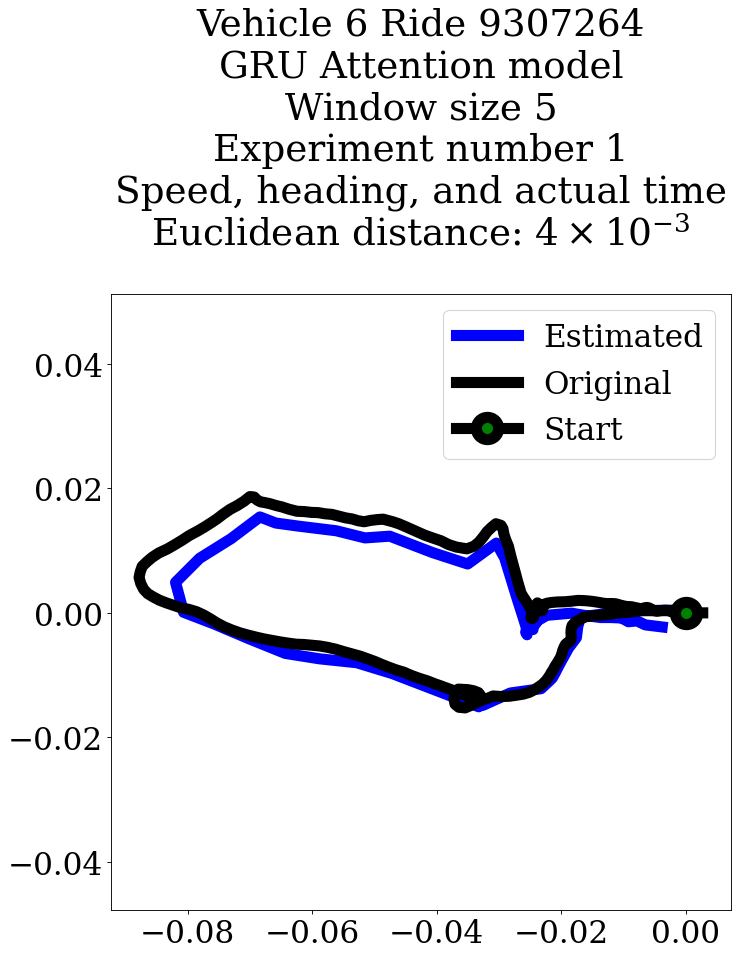 Vehicle 6 Ride 9307264
GRU Attention model
Window size 5
Experiment number 1
Speed, heading, and actual time
Euclidean distance: 4 × 10⁻³
Estimated
Original
Start
0.04
0.02
0.00
−0.02
−0.04
−0.08 −0.06 −0.04 −0.02 0.00